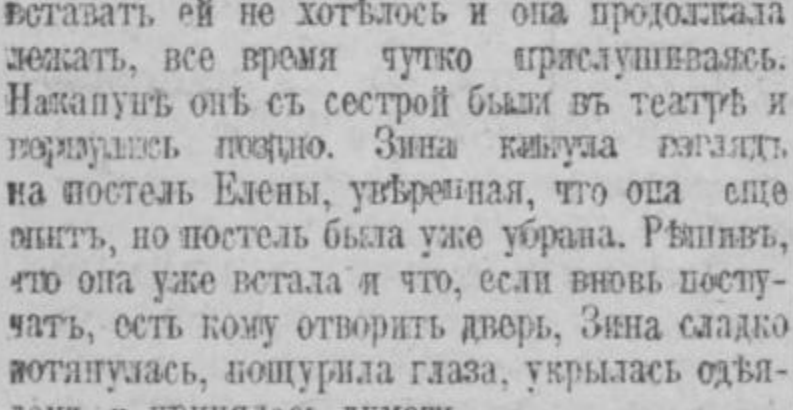 вставать ей не хотѣлось и она продолжала
лежать, все время чутко прислушиваясь.
Наканунѣ онѣ съ сестрой были въ театрѣ и
вернулись поздно. Зина кинула взглядъ
на постель Елены, увѣренная, что она еще
спитъ, но постель была уже убрана. Рѣшивъ,
что она уже встала и что, если вновь посту-
чатъ, есть кому отворить дверь, Зина сладко
потянулась, пощурила глаза, укрылась одѣя-